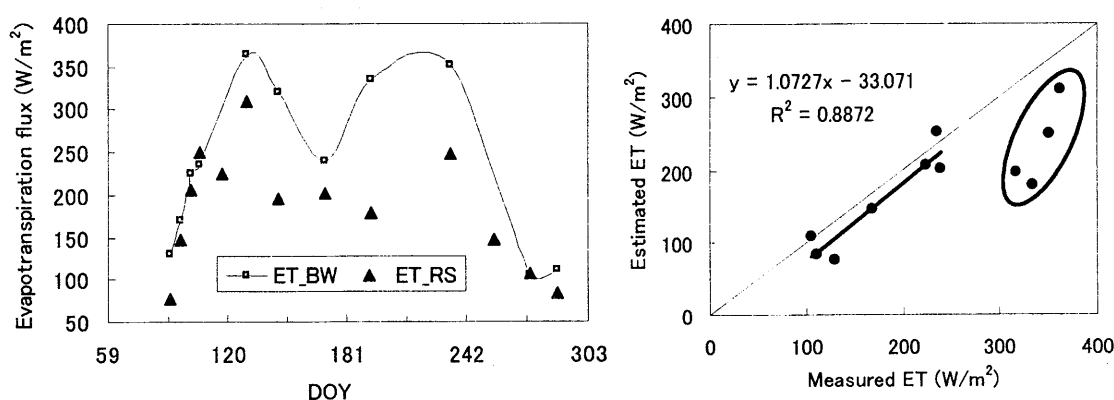 400
350
300
250
200
150
100
50
Evapotranspiration flux (W/m²)
ET_BW
ET_RS
59
120
181
242
303
DOY
400
300
200
100
0
Estimated ET (W/m²)
y = 1.0727x − 33.071
R² = 0.8872
0
100
200
300
400
Measured ET (W/m²)